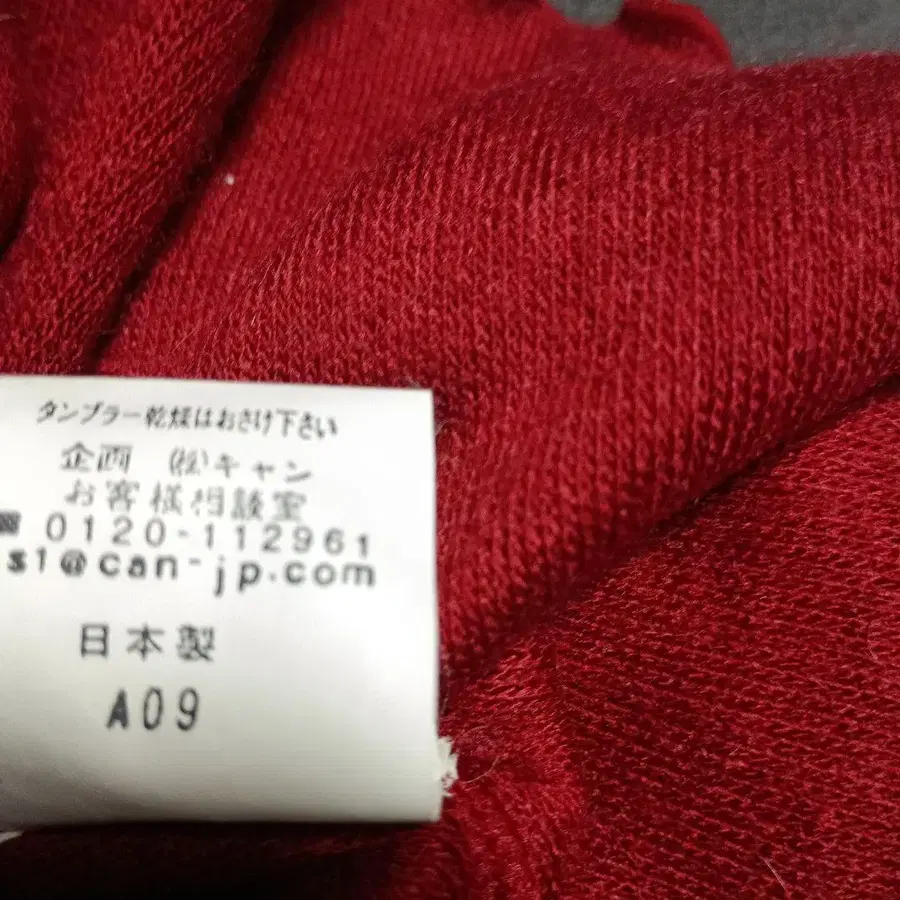 タンブラー乾燥はおさけ下さい
企画 ㈱キャン
お客様相談室
0120-112961
s1@can-jp.com
日本製
A09